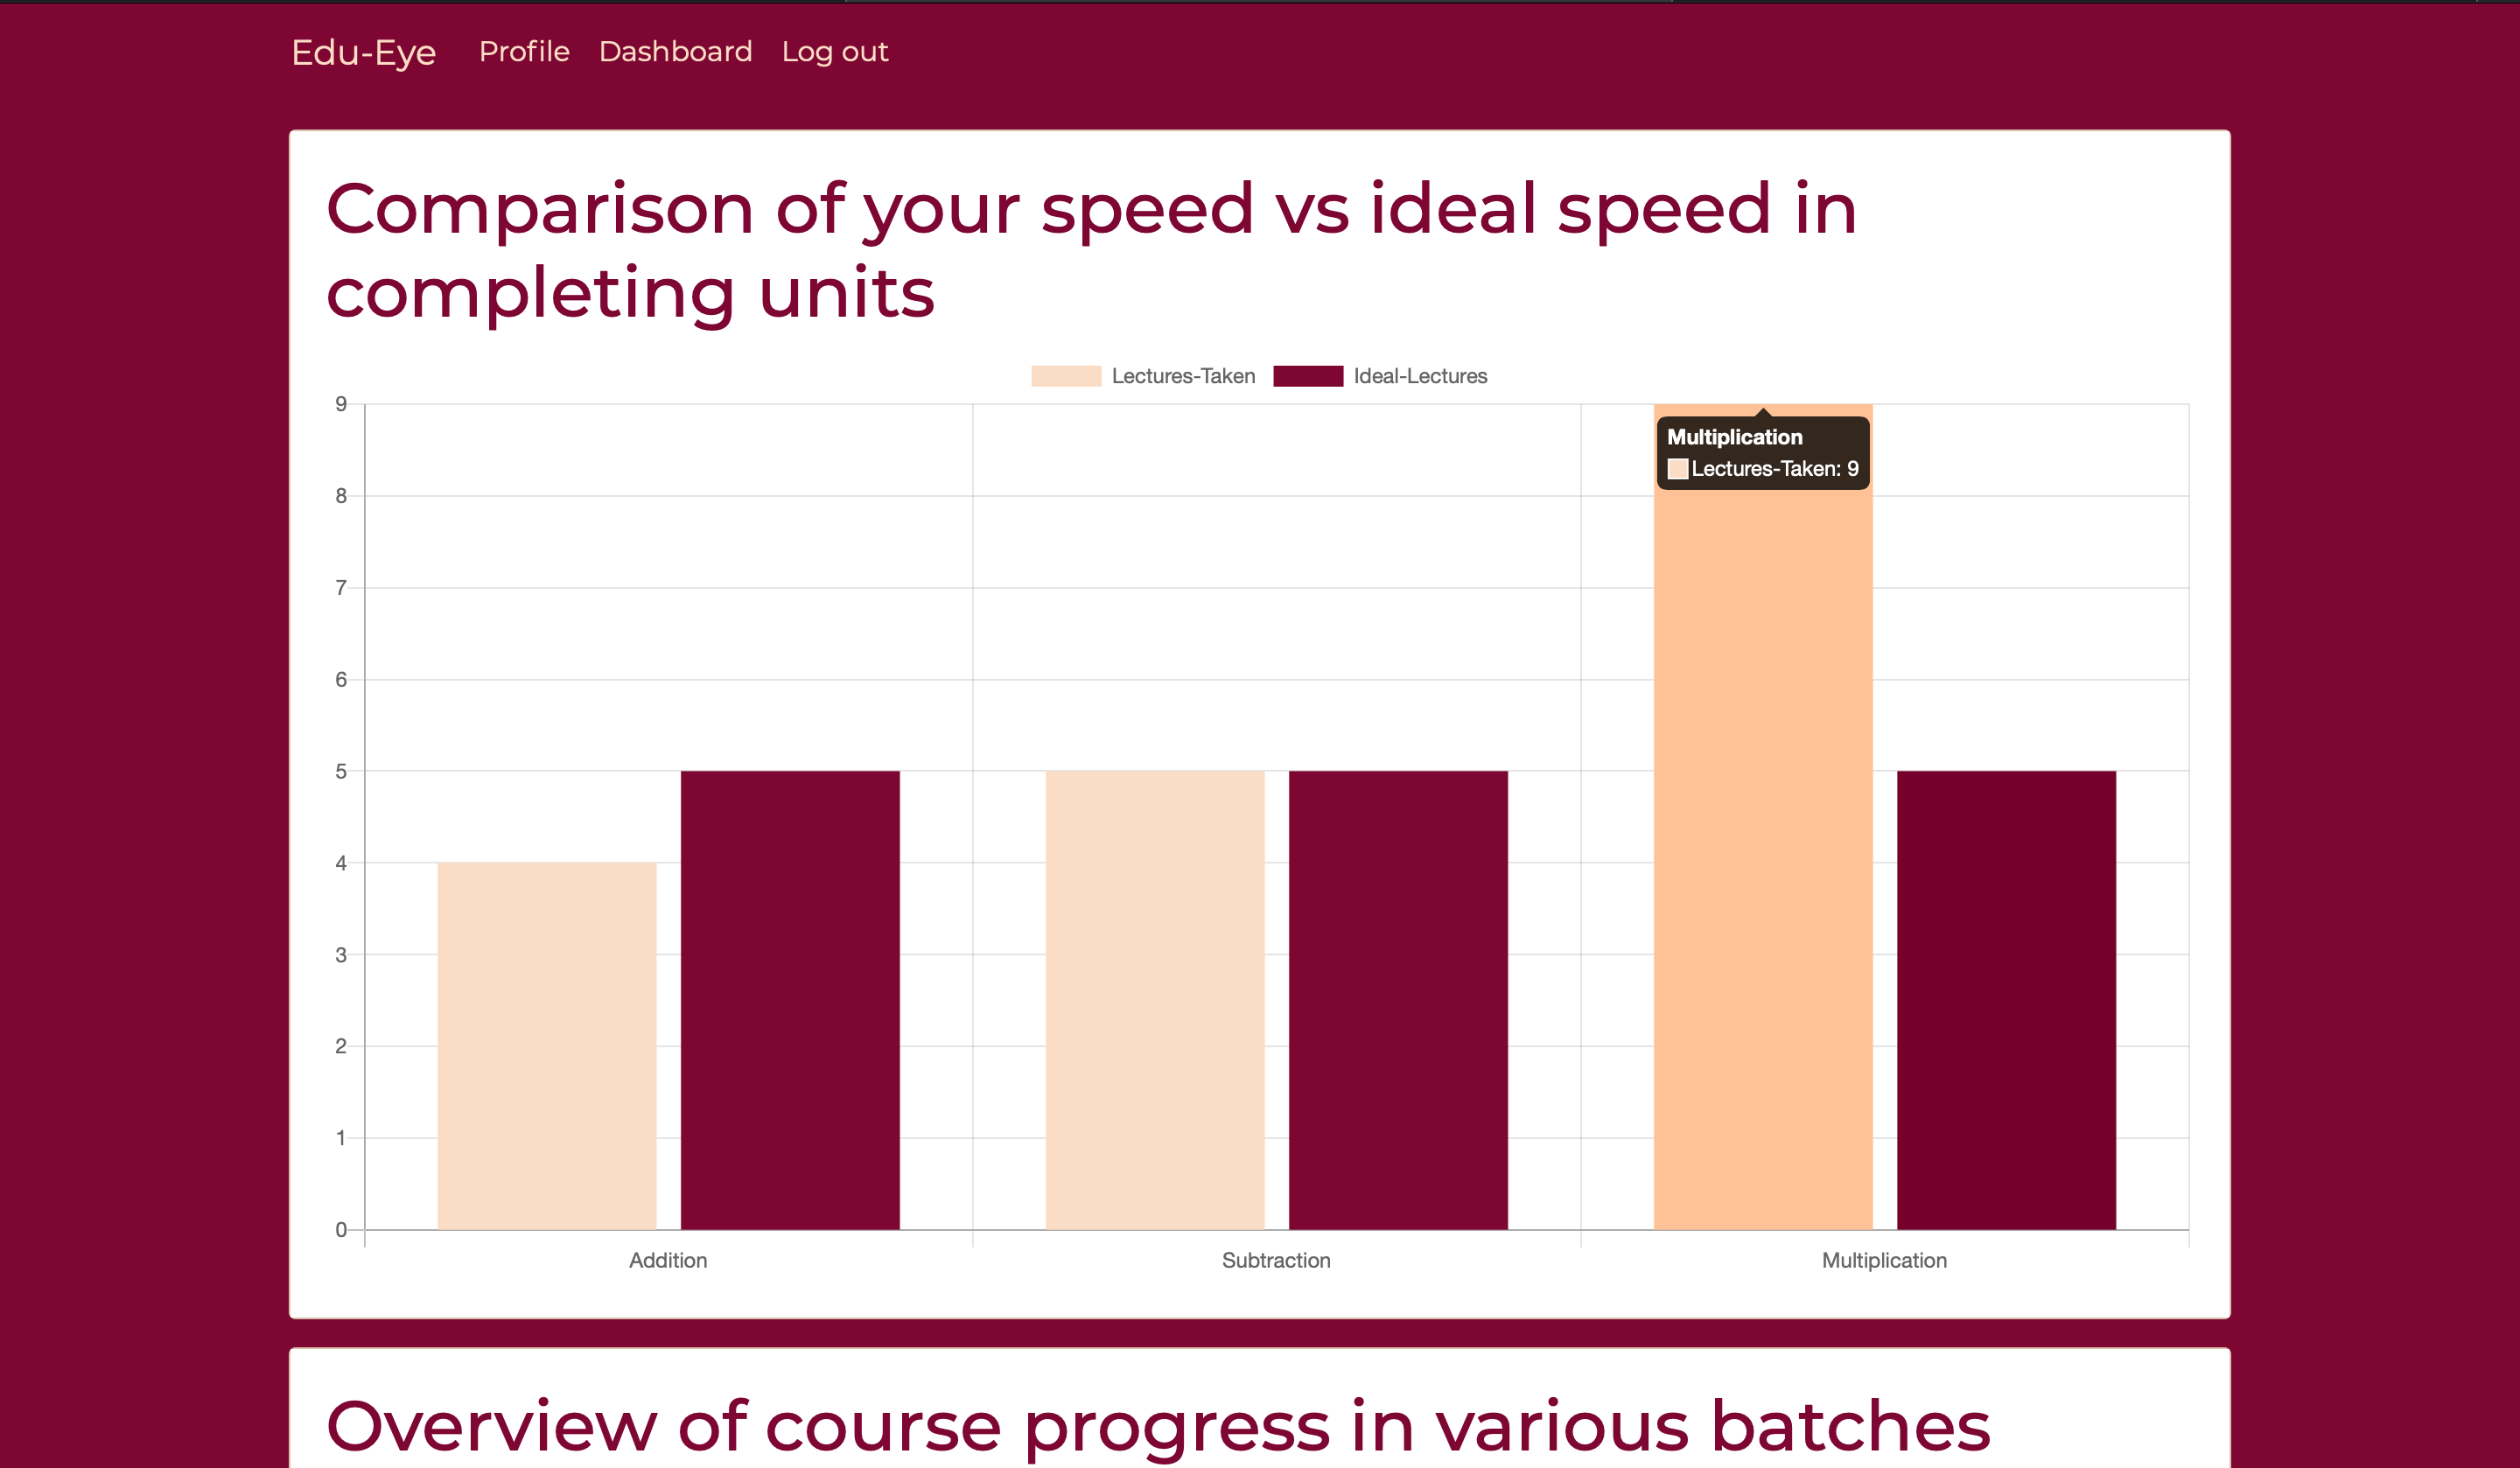 Edu-Eye Profile Dashboard Log out
Comparison of your speed vs ideal speed in
completing units
Lectures-Taken Ideal-Lectures
9
Multiplication
Lectures-Taken: 9
8
7
6
5
4
3
2
1
0
Addition Subtraction Multiplication
Overview of course progress in various batches